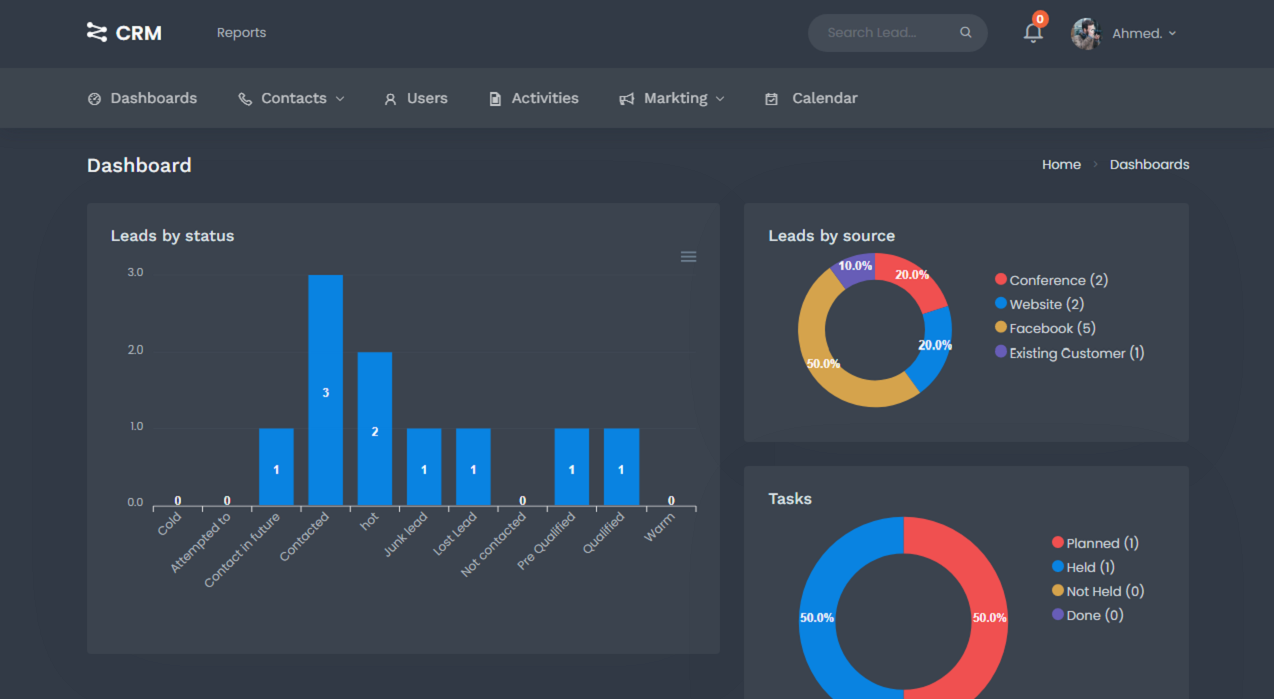 CRM
Reports
Search Lead...
0
Ahmed.
Dashboards
Contacts
Users
Activities
Markting
Calendar
Dashboard
Home
Dashboards
Leads by status
3.0
2.0
1.0
0.0
0
0
1
3
2
1
1
0
1
1
0
Cold
Attempted to
Contact in future
Contacted
hot
Junk lead
Lost Lead
Not contacted
Pre Qualified
Qualified
Warm
Leads by source
10.0%
20.0%
20.0%
50.0%
Conference (2)
Website (2)
Facebook (5)
Existing Customer (1)
Tasks
50.0%
50.0%
Planned (1)
Held (1)
Not Held (0)
Done (0)